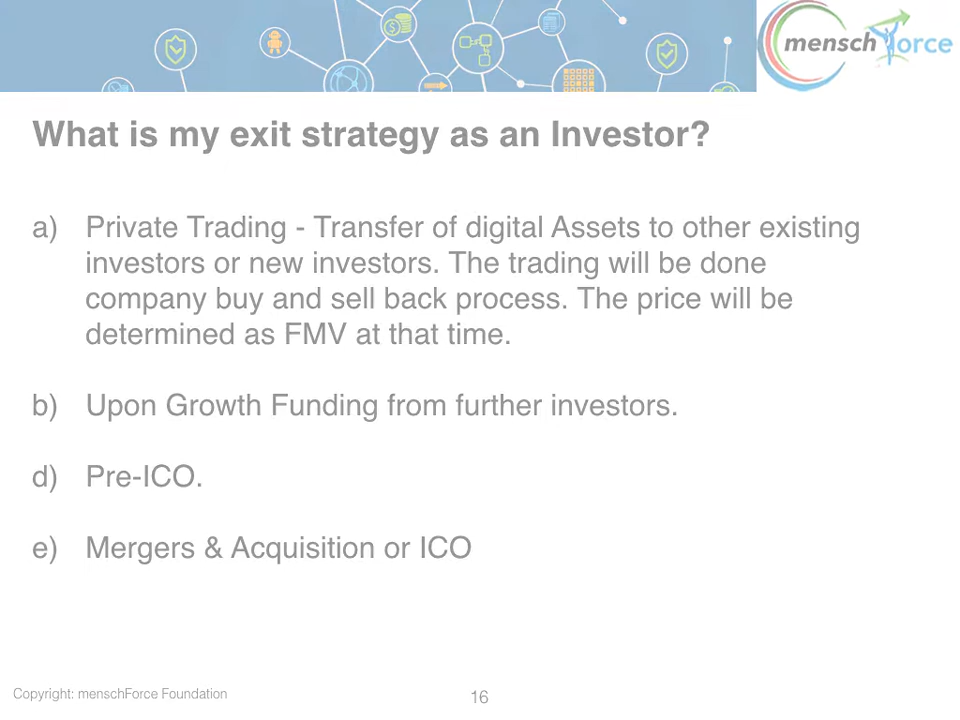 menschForce
What is my exit strategy as an Investor?
a) Private Trading - Transfer of digital Assets to other existing
investors or new investors. The trading will be done
company buy and sell back process. The price will be
determined as FMV at that time.
b) Upon Growth Funding from further investors.
d) Pre-ICO.
e) Mergers & Acquisition or ICO
Copyright: menschForce Foundation
16